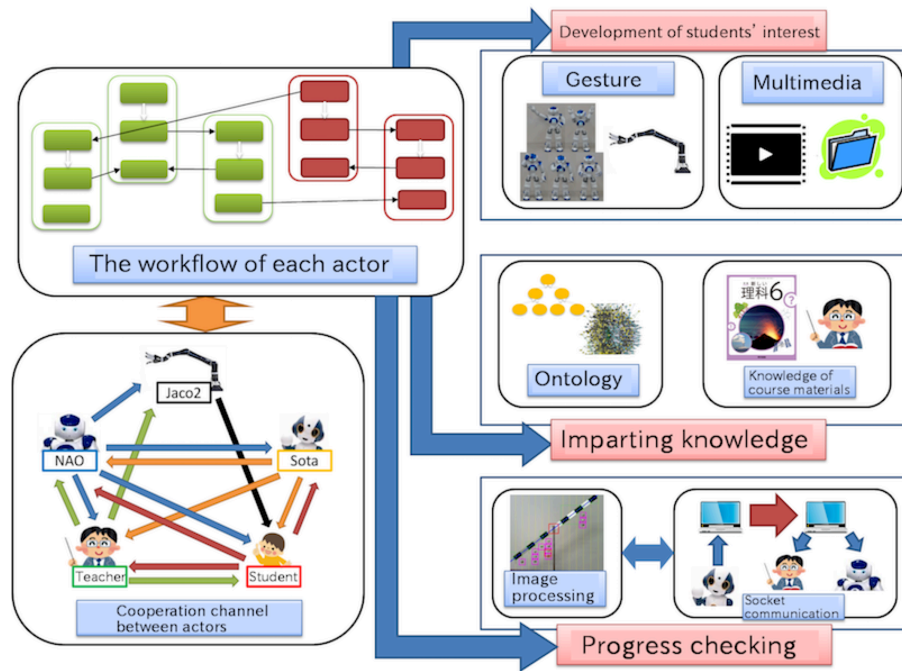 Development of students' interest
Gesture
Multimedia
The workflow of each actor
Ontology
理科6
?
Knowledge of
course materials
Imparting knowledge
Jaco2
NAO
Sota
Teacher
Student
Cooperation channel
between actors
Image
processing
Socket
communication
Progress checking